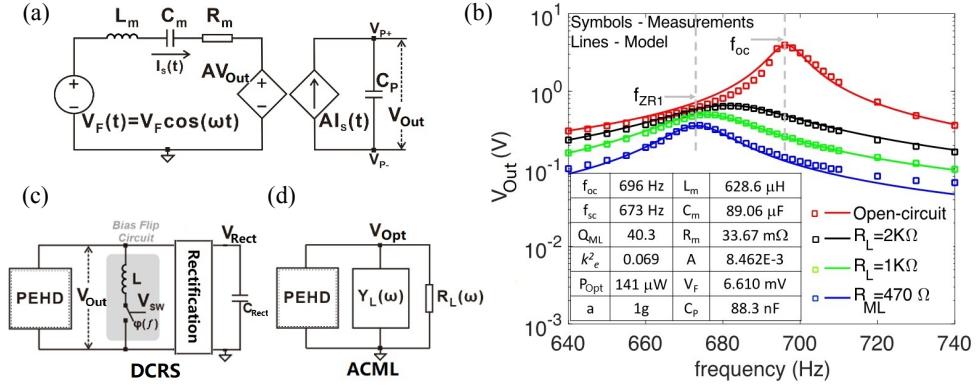 (a)
L_m C_m R_m
I_s(t)
+
−
V_F(t)=V_F cos(ωt)
AV_Out
+
−
AI_s(t)
V_P+
C_P
V_Out
V_P-
(b)
Symbols - Measurements
Lines - Model
f_oc
f_ZR1
10^1
10^0
10^-1
10^-2
10^-3
V_Out (V)
f_oc 696 Hz L_m 628.6 μH
f_sc 673 Hz C_m 89.06 μF
Q_ML 40.3 R_m 33.67 mΩ
k²_e 0.069 A 8.462E-3
P_Opt 141 μW V_F 6.610 mV
a 1g C_P 88.3 nF
Open-circuit
R_L=2KΩ
R_L=1KΩ
R_ML=470 Ω
640 660 680 700 720 740
frequency (Hz)
(c)
Bias Flip
Circuit
PEHD
V_Out
L
V_SW
φ(f)
Rectification
V_Rect
C_Rect
DCRS
(d)
V_Opt
PEHD
Y_L(ω)
R_L(ω)
ACML